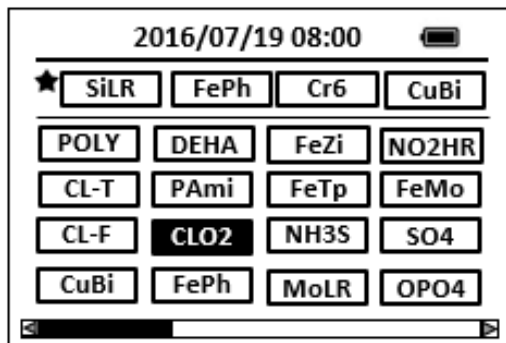 2016/07/19 08:00
SiLR FePh Cr6 CuBi
POLY DEHA FeZi NO2HR
CL-T PAmi FeTp FeMo
CL-F CLO2 NH3S SO4
CuBi FePh MoLR OPO4